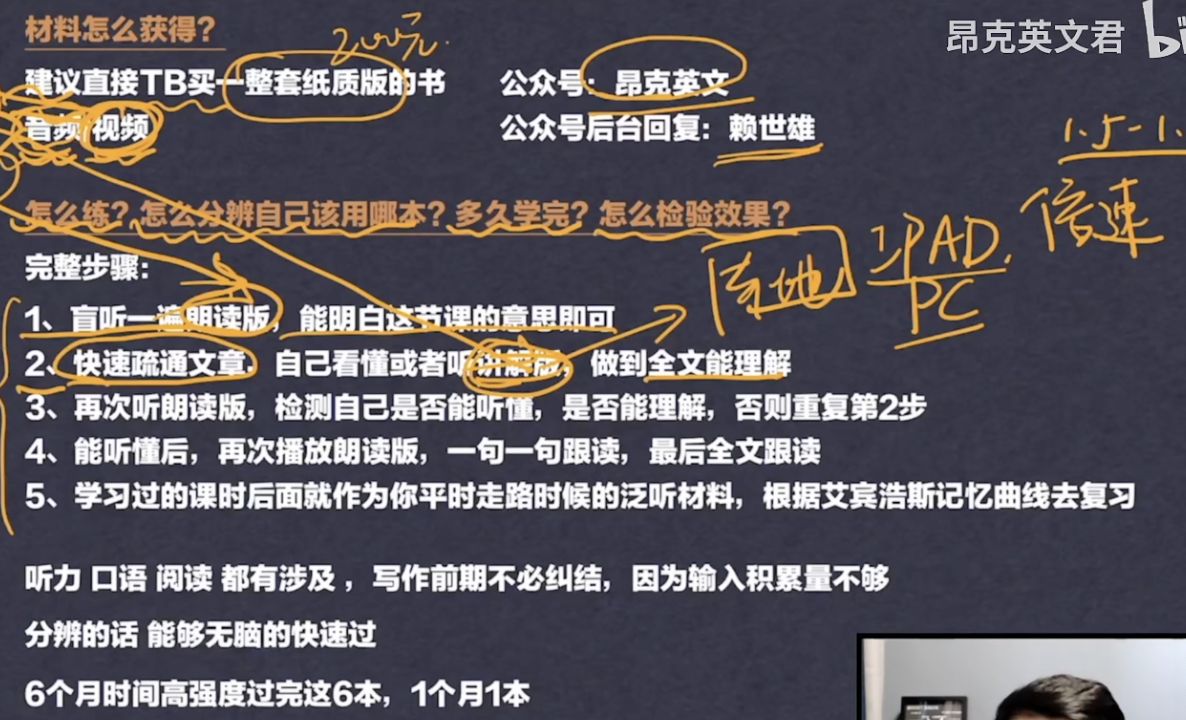 材料怎么获得？
200元.
昂克英文君 bi
建议直接TB买一整套纸质版的书
公众号：昂克英文
音频/视频
公众号后台回复：赖世雄
1.5-1.
倍速
怎么练？怎么分辨自己该用哪本？多久学完？怎么检验效果？
完整步骤：
IPAD.
PC
1、盲听一遍朗读版，能明白这节课的意思即可
2、快速疏通文章，自己看懂或者听讲解版，做到全文能理解
3、再次听朗读版，检测自己是否能听懂，是否能理解，否则重复第2步
4、能听懂后，再次播放朗读版，一句一句跟读，最后全文跟读
5、学习过的课时后面就作为你平时走路时候的泛听材料，根据艾宾浩斯记忆曲线去复习
听力 口语 阅读 都有涉及 ，写作前期不必纠结，因为输入积累量不够
分辨的话 能够无脑的快速过
6个月时间高强度过完这6本，1个月1本